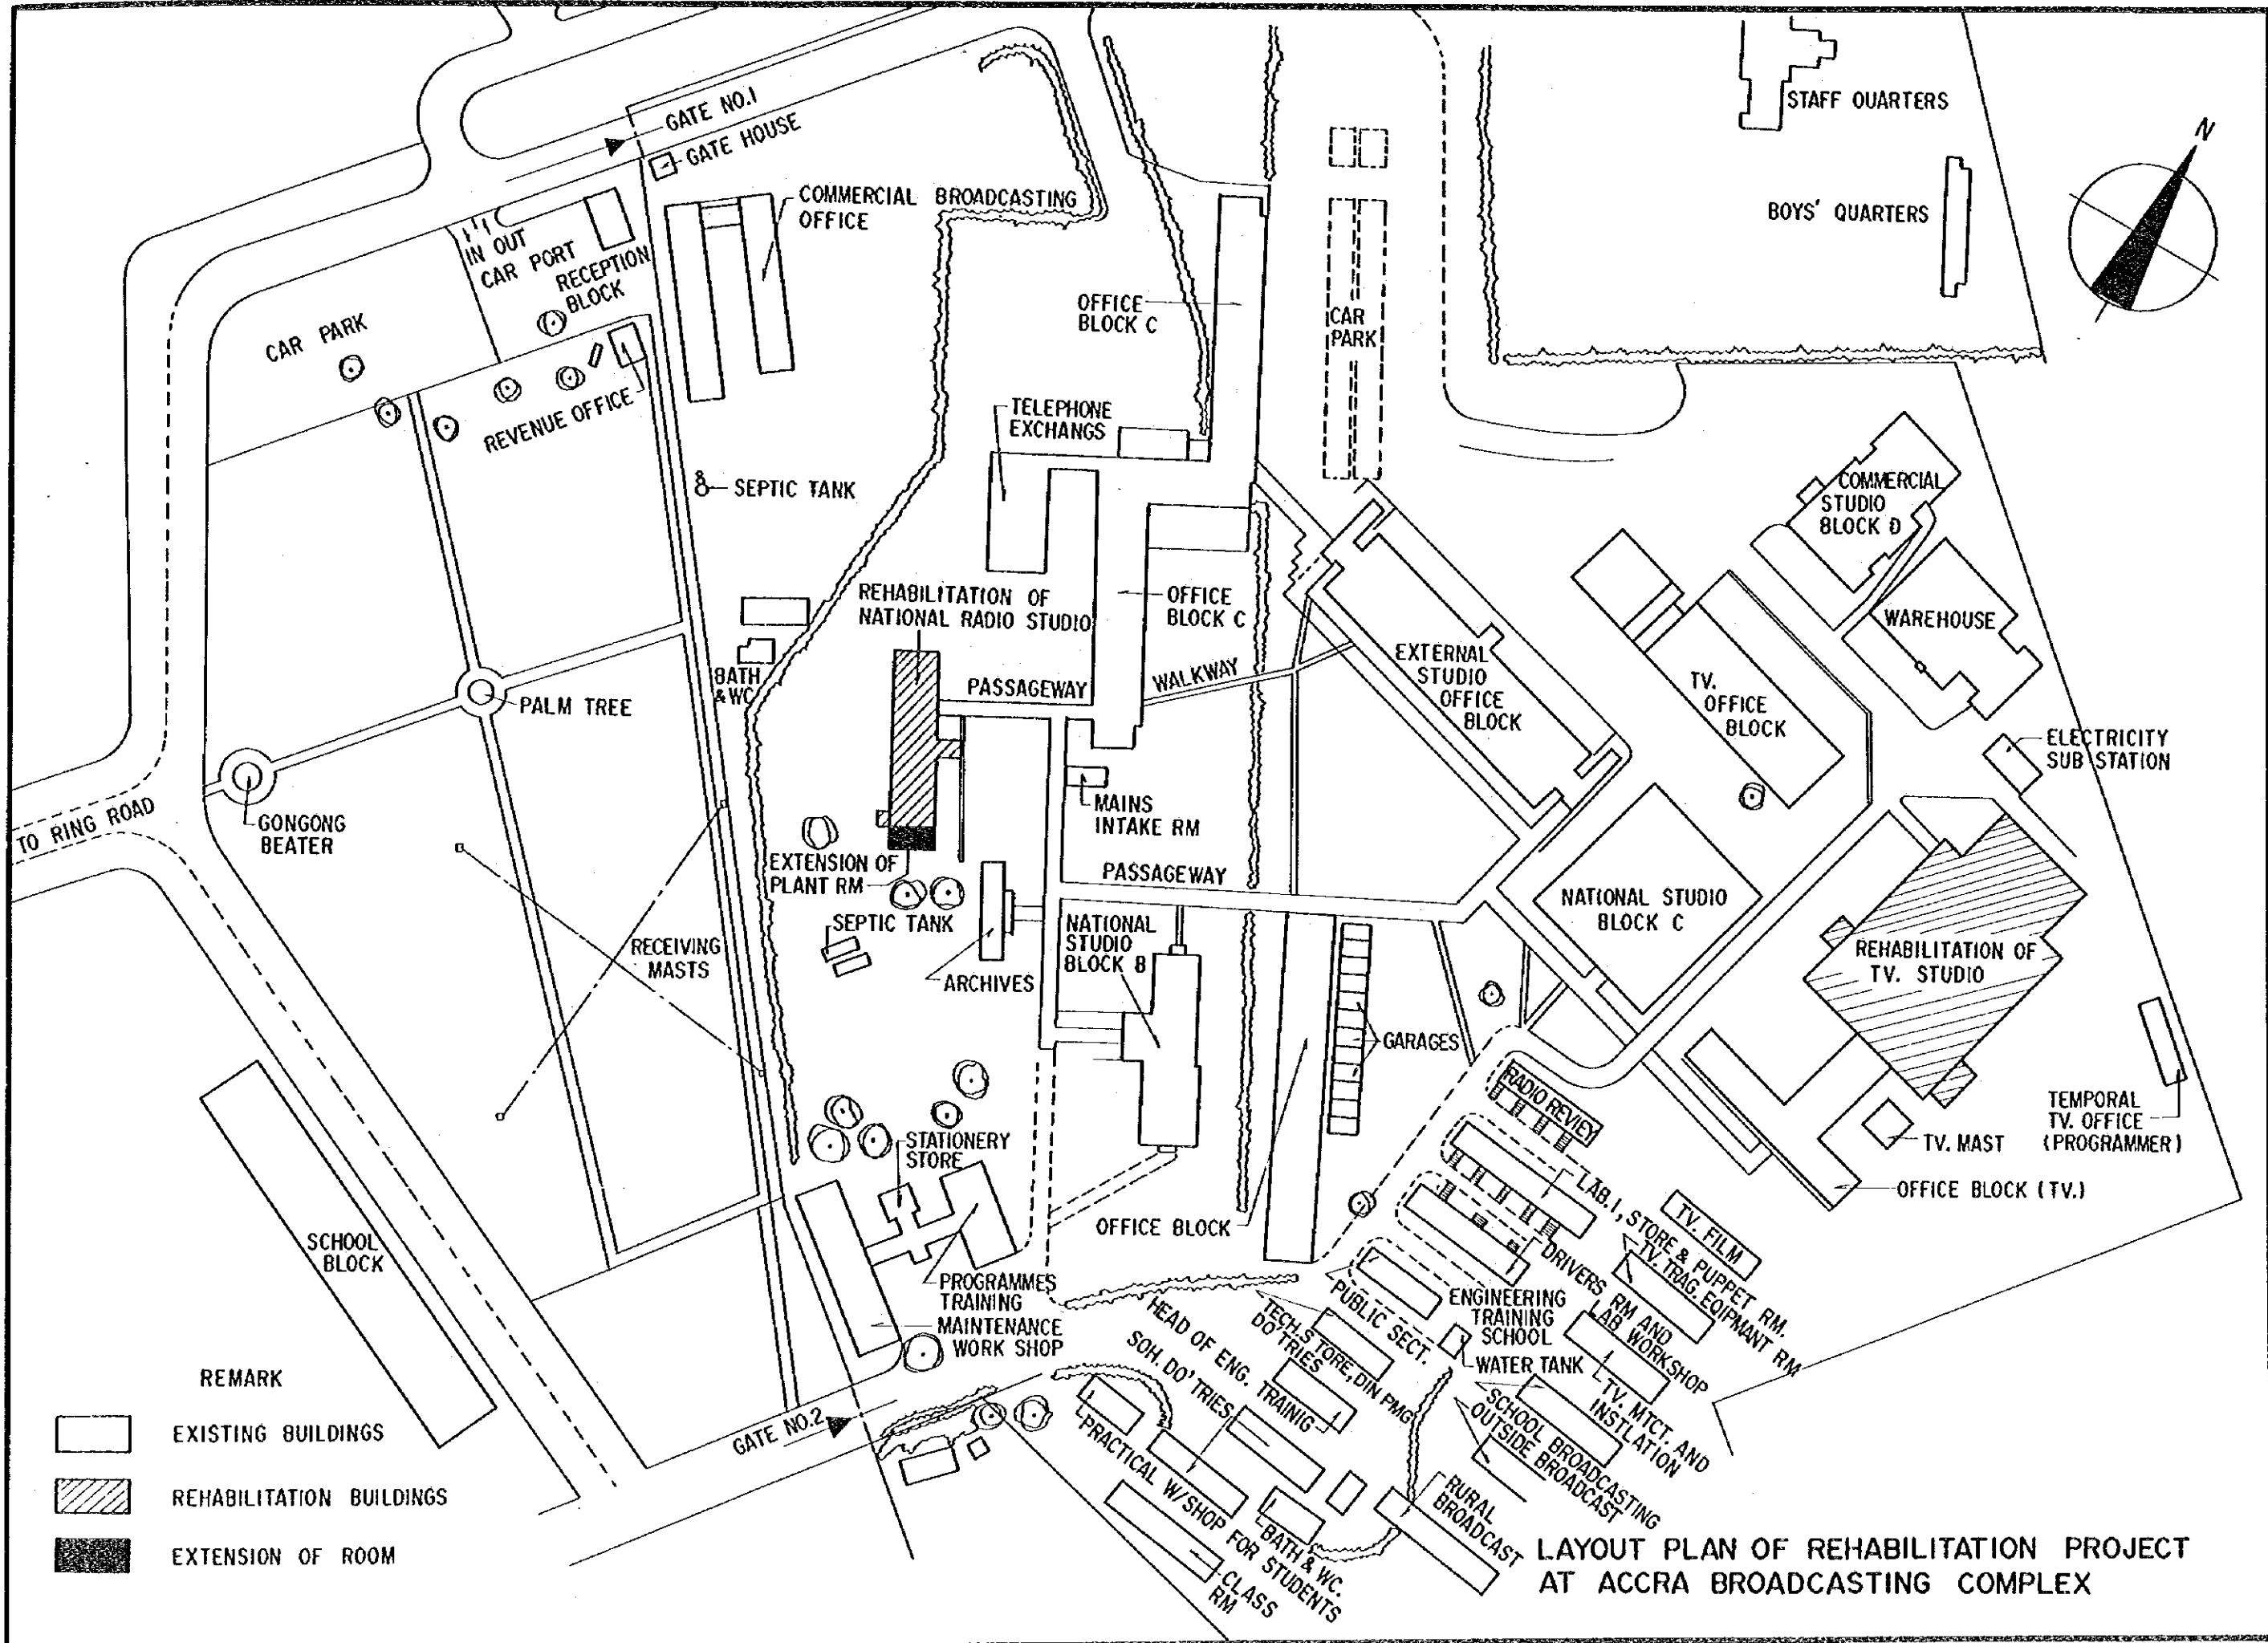 GATE NO.1
GATE HOUSE
COMMERCIAL BROADCASTING
OFFICE
STAFF QUARTERS
N
BOYS' QUARTERS
IN OUT
CAR PORT
RECEPTION
BLOCK
CAR PARK
REVENUE OFFICE
OFFICE
BLOCK C
CAR
PARK
TELEPHONE
EXCHANGS
SEPTIC TANK
COMMERCIAL
STUDIO
BLOCK D
WAREHOUSE
REHABILITATION OF
NATIONAL RADIO STUDIO
OFFICE
BLOCK C
EXTERNAL
STUDIO
OFFICE
BLOCK
TV.
OFFICE
BLOCK
BATH
& WC
PASSAGEWAY
WALKWAY
PALM TREE
ELECTRICITY
SUB STATION
MAINS
INTAKE RM
TO RING ROAD
GONGONG
BEATER
EXTENSION OF
PLANT RM
PASSAGEWAY
SEPTIC TANK
NATIONAL
STUDIO
BLOCK B
NATIONAL STUDIO
BLOCK C
RECEIVING
MASTS
ARCHIVES
REHABILITATION OF
TV. STUDIO
GARAGES
RADIO REVIEY
TEMPORAL
TV. OFFICE
(PROGRAMMER)
TV. MAST
STATIONERY
STORE
OFFICE BLOCK (TV.)
OFFICE BLOCK
LAB.1, STORE & PUPPET RM.
TV. FILM
TV. TRAG. EQIPMANT RM
SCHOOL
BLOCK
PROGRAMMES
TRAINING
MAINTENANCE
WORK SHOP
DRIVERS RM AND
LAB WORKSHOP
ENGINEERING
TRAINING
SCHOOL
PUBLIC SECT.
TECH.S TORE, DIN PMG
DO'TRIES
HEAD OF ENG. TRAINIG
SOH. DO'TRIES
WATER TANK
TV. MTCT. AND
INSTLATION
SCHOOL BROADCASTING
OUTSIDE BROADCAST
GATE NO.2
PRACTICAL W/SHOP FOR STUDENTS
BATH & WC.
CLASS
RM
RURAL
BROADCAST
REMARK
EXISTING BUILDINGS
REHABILITATION BUILDINGS
EXTENSION OF ROOM
LAYOUT PLAN OF REHABILITATION PROJECT
AT ACCRA BROADCASTING COMPLEX